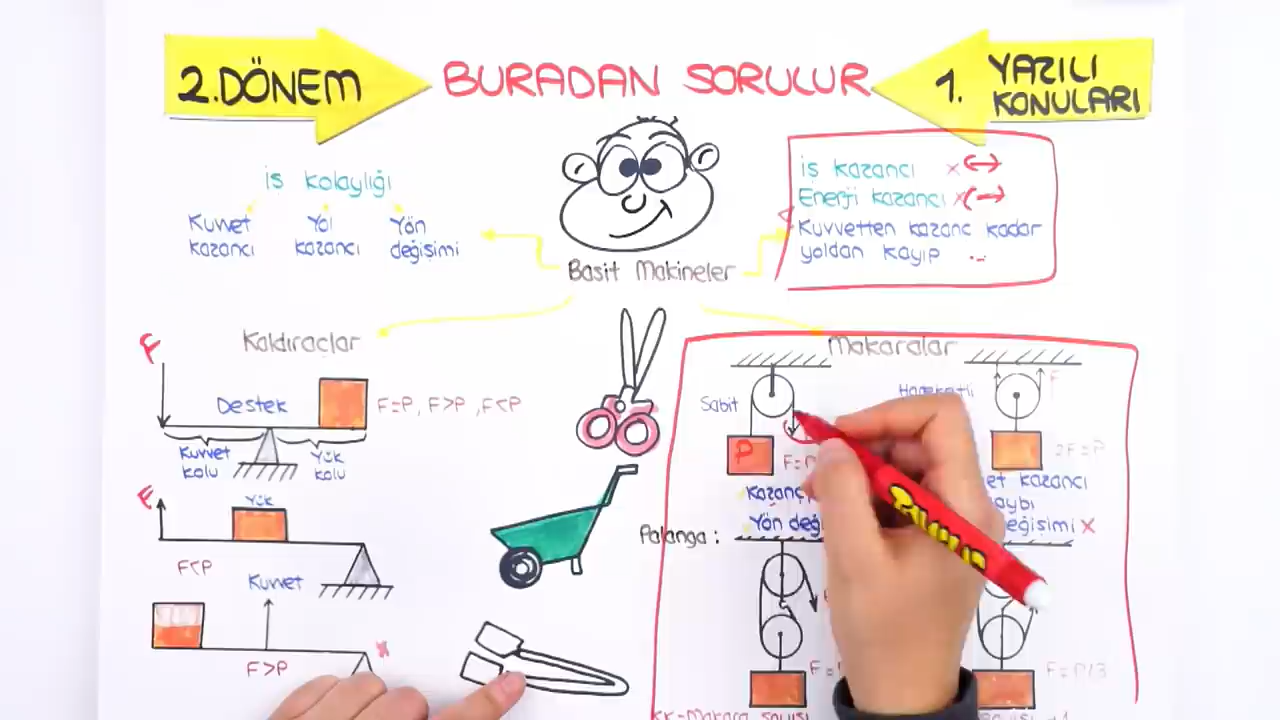 2.DÖNEM
BURADAN SORULUR
1. YAZILI
KONULARI
iş kolaylığı
Kuvvet
kazancı
Yol
kazancı
Yön
değişimi
iş kazancı x
Enerji kazancı x
Kuvvetten kazanç kadar
yoldan kayıp
Basit Makineler
Kaldıraçlar
F
Destek
F=P, F>P, F<P
Kuvvet
kolu
Yük
kolu
F
Yük
F<P
Kuvvet
F>P
Makaralar
Sabit
P
Hareketli
F
2F=P
Yön
Palanga:
değişimi x
F=P/3